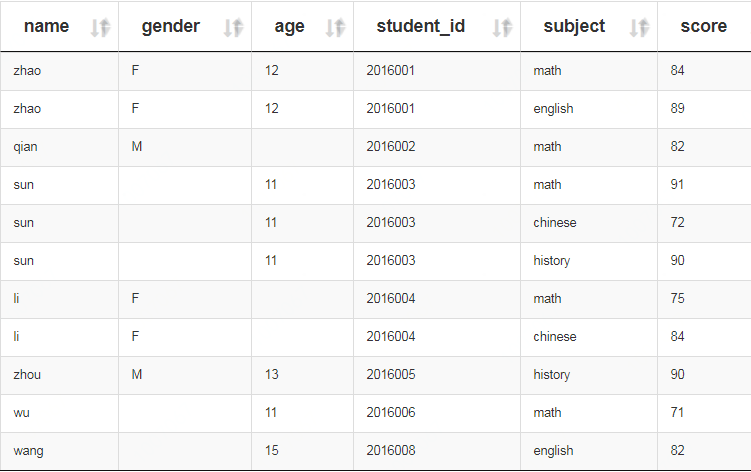 name gender age student_id subject score
zhao F 12 2016001 math 84
zhao F 12 2016001 english 89
qian M 2016002 math 82
sun 11 2016003 math 91
sun 11 2016003 chinese 72
sun 11 2016003 history 90
li F 2016004 math 75
li F 2016004 chinese 84
zhou M 13 2016005 history 90
wu 11 2016006 math 71
wang 15 2016008 english 82